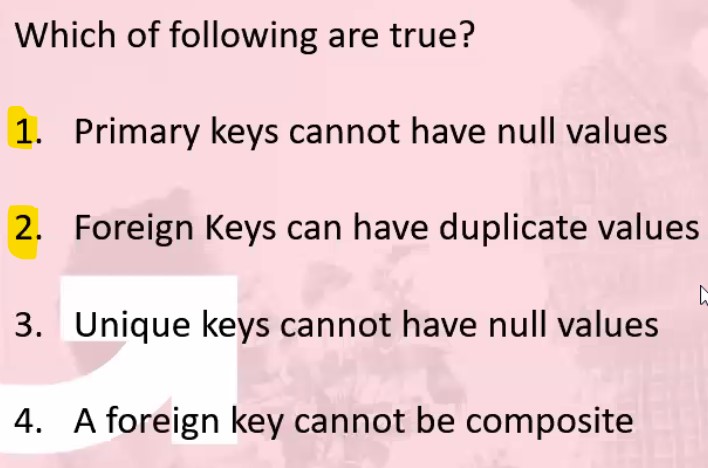 Which of following are true?
1. Primary keys cannot have null values
2. Foreign Keys can have duplicate values
3. Unique keys cannot have null values
4. A foreign key cannot be composite